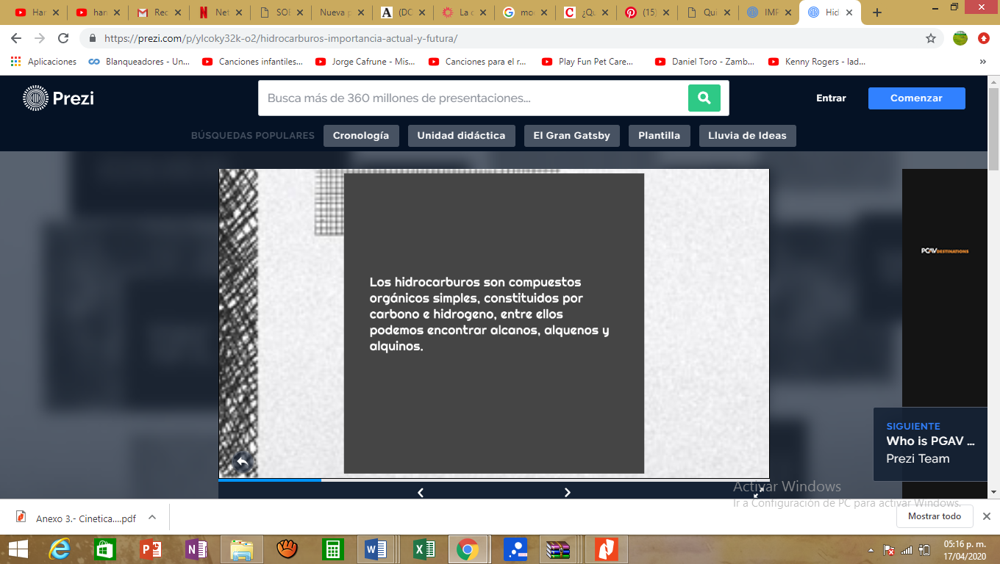 Har
harr
Rec
Net
SOE
Nueva p
(DC
La c
mod
¿Qu
(15)
Qui
IMF
Hid
https://prezi.com/p/ylcoky32k-o2/hidrocarburos-importancia-actual-y-futura/
Aplicaciones
Blanqueadores - Un...
Canciones infantiles...
Jorge Cafrune - Mis...
Canciones para el r...
Play Fun Pet Care...
Daniel Toro - Zamb...
Kenny Rogers - lad...
Prezi
Busca más de 360 millones de presentaciones...
Entrar
Comenzar
BÚSQUEDAS POPULARES
Cronología
Unidad didáctica
El Gran Gatsby
Plantilla
Lluvia de Ideas
Los hidrocarburos son compuestos
orgánicos simples, constituidos por
carbono e hidrogeno, entre ellos
podemos encontrar alcanos, alquenos y
alquinos.
PGAV DESTINATIONS
SIGUIENTE
Who is PGAV ...
Prezi Team
Activar Windows
Ir a Configuración de PC para activar Windows.
Anexo 3.- Cinetica....pdf
Mostrar todo
05:16 p. m.
17/04/2020